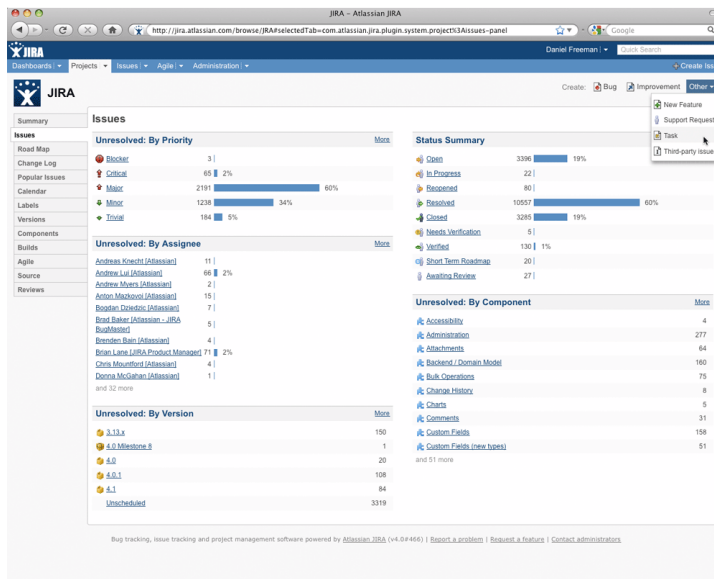 JIRA – Atlassian JIRA
http://jira.atlassian.com/browse/JRA#selectedTab=com.atlassian.jira.plugin.system.project%3Aissues-panel
Google
JIRA
Daniel Freeman
Quick Search
Dashboards Projects Issues Agile Administration
Create Iss
JIRA
Create: Bug Improvement Other
New Feature
Support Request
Task
Third-party issue
Summary
Issues
Road Map
Change Log
Popular Issues
Calendar
Labels
Versions
Components
Builds
Agile
Source
Reviews
Issues
Unresolved: By Priority More
Blocker 3
Critical 65 2%
Major 2191 60%
Minor 1238 34%
Trivial 184 5%
Unresolved: By Assignee More
Andreas Knecht [Atlassian] 11
Andrew Lui [Atlassian] 66 2%
Andrew Myers [Atlassian] 2
Anton Mazkovoi [Atlassian] 15
Bogdan Dziedzic [Atlassian] 7
Brad Baker [Atlassian - JIRA
BugMaster] 5
Brenden Bain [Atlassian] 4
Brian Lane [JIRA Product Manager] 71 2%
Chris Mountford [Atlassian] 4
Donna McGahan [Atlassian] 1
and 32 more
Unresolved: By Version More
3.13.x 150
4.0 Milestone 8 1
4.0 20
4.0.1 108
4.1 84
Unscheduled 3319
Status Summary
Open 3396 19%
In Progress 22
Reopened 80
Resolved 10557 60%
Closed 3285 19%
Needs Verification 5
Verified 130 1%
Short Term Roadmap 20
Awaiting Review 27
Unresolved: By Component More
Accessibility 4
Administration 277
Attachments 64
Backend / Domain Model 160
Bulk Operations 75
Change History 8
Charts 5
Comments 31
Custom Fields 158
Custom Fields (new types) 51
and 51 more
Bug tracking, issue tracking and project management software powered by Atlassian JIRA (v4.0#466) | Report a problem | Request a feature | Contact administrators